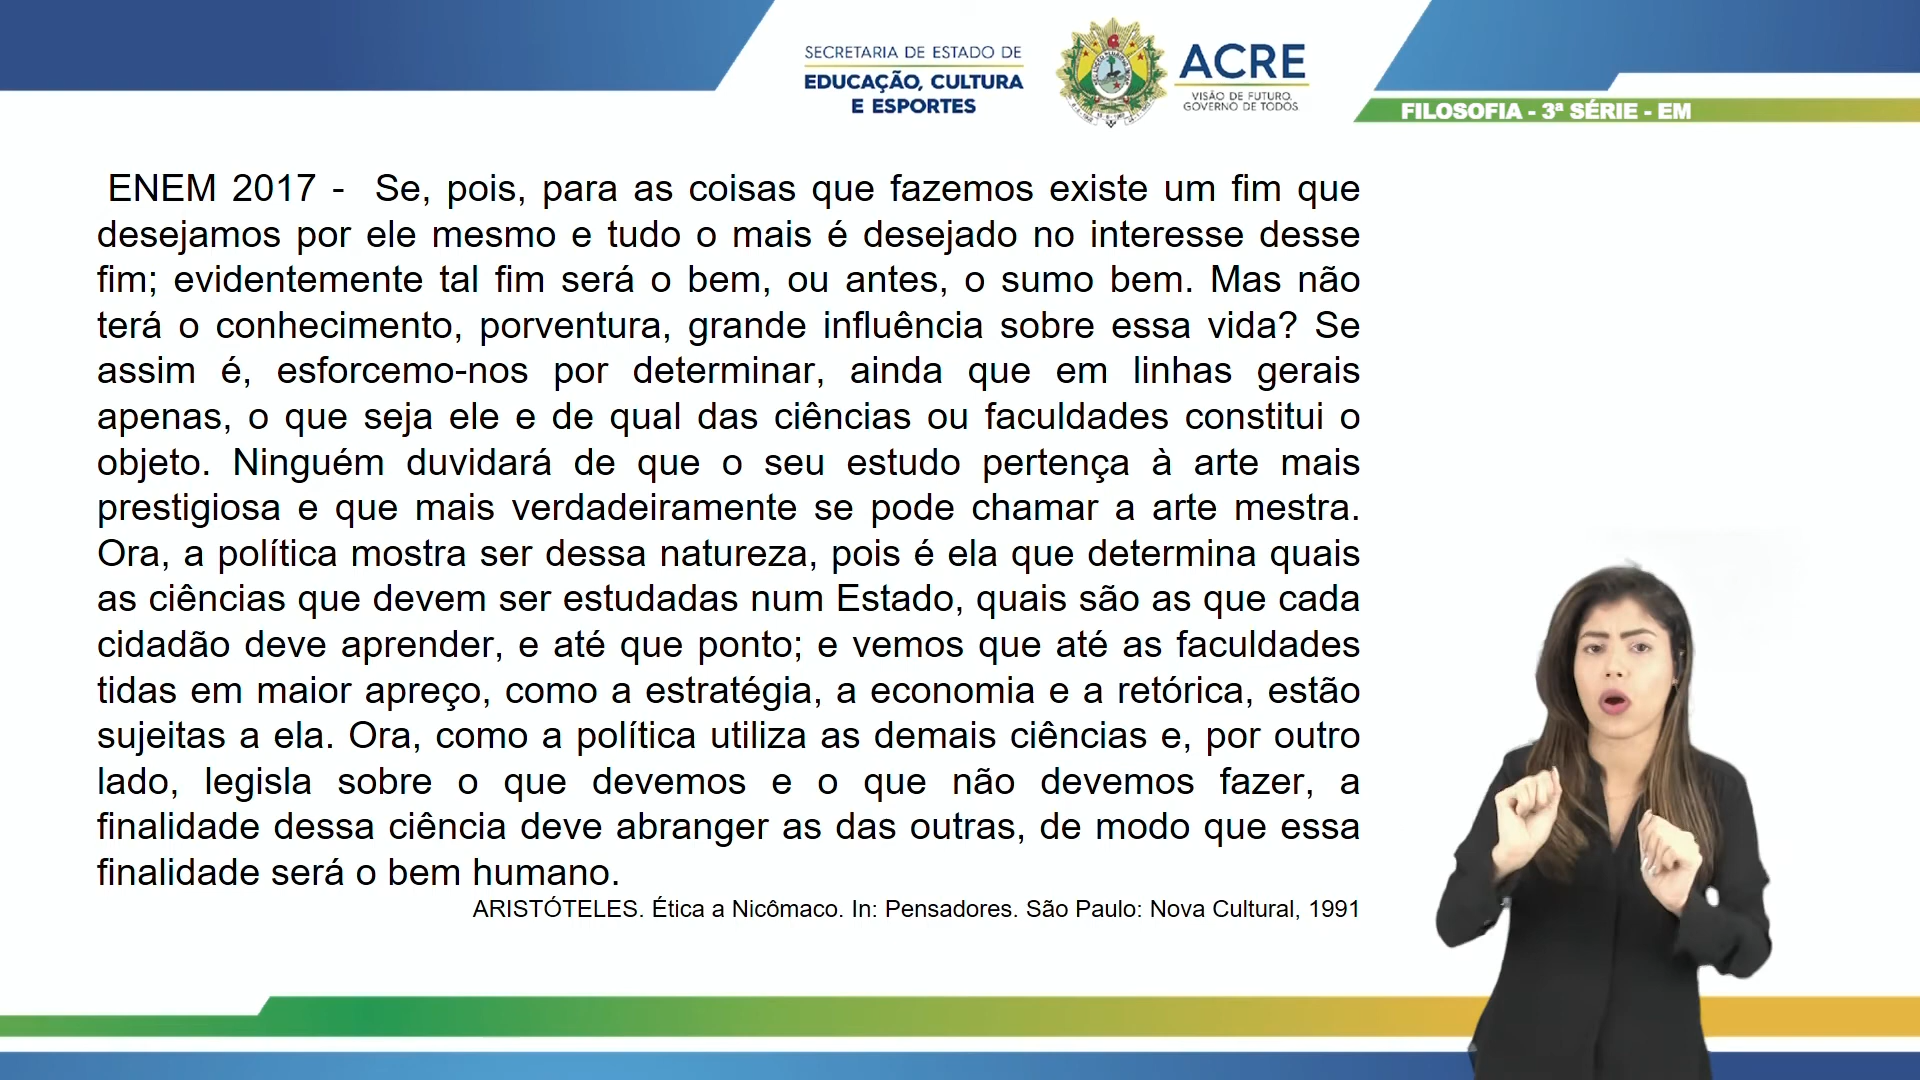 SECRETARIA DE ESTADO DE
EDUCAÇÃO, CULTURA
E ESPORTES
ACRE
VISÃO DE FUTURO.
GOVERNO DE TODOS.
FILOSOFIA - 3ª SÉRIE - EM
ENEM 2017 - Se, pois, para as coisas que fazemos existe um fim que
desejamos por ele mesmo e tudo o mais é desejado no interesse desse
fim; evidentemente tal fim será o bem, ou antes, o sumo bem. Mas não
terá o conhecimento, porventura, grande influência sobre essa vida? Se
assim é, esforcemo-nos por determinar, ainda que em linhas gerais
apenas, o que seja ele e de qual das ciências ou faculdades constitui o
objeto. Ninguém duvidará de que o seu estudo pertença à arte mais
prestigiosa e que mais verdadeiramente se pode chamar a arte mestra.
Ora, a política mostra ser dessa natureza, pois é ela que determina quais
as ciências que devem ser estudadas num Estado, quais são as que cada
cidadão deve aprender, e até que ponto; e vemos que até as faculdades
tidas em maior apreço, como a estratégia, a economia e a retórica, estão
sujeitas a ela. Ora, como a política utiliza as demais ciências e, por outro
lado, legisla sobre o que devemos e o que não devemos fazer, a
finalidade dessa ciência deve abranger as das outras, de modo que essa
finalidade será o bem humano.
ARISTÓTELES. Ética a Nicômaco. In: Pensadores. São Paulo: Nova Cultural, 1991